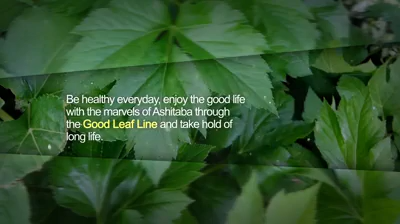 Be healthy everyday, enjoy the good life
with the marvels of Ashitaba through
the Good Leaf Line and take hold of
long life.